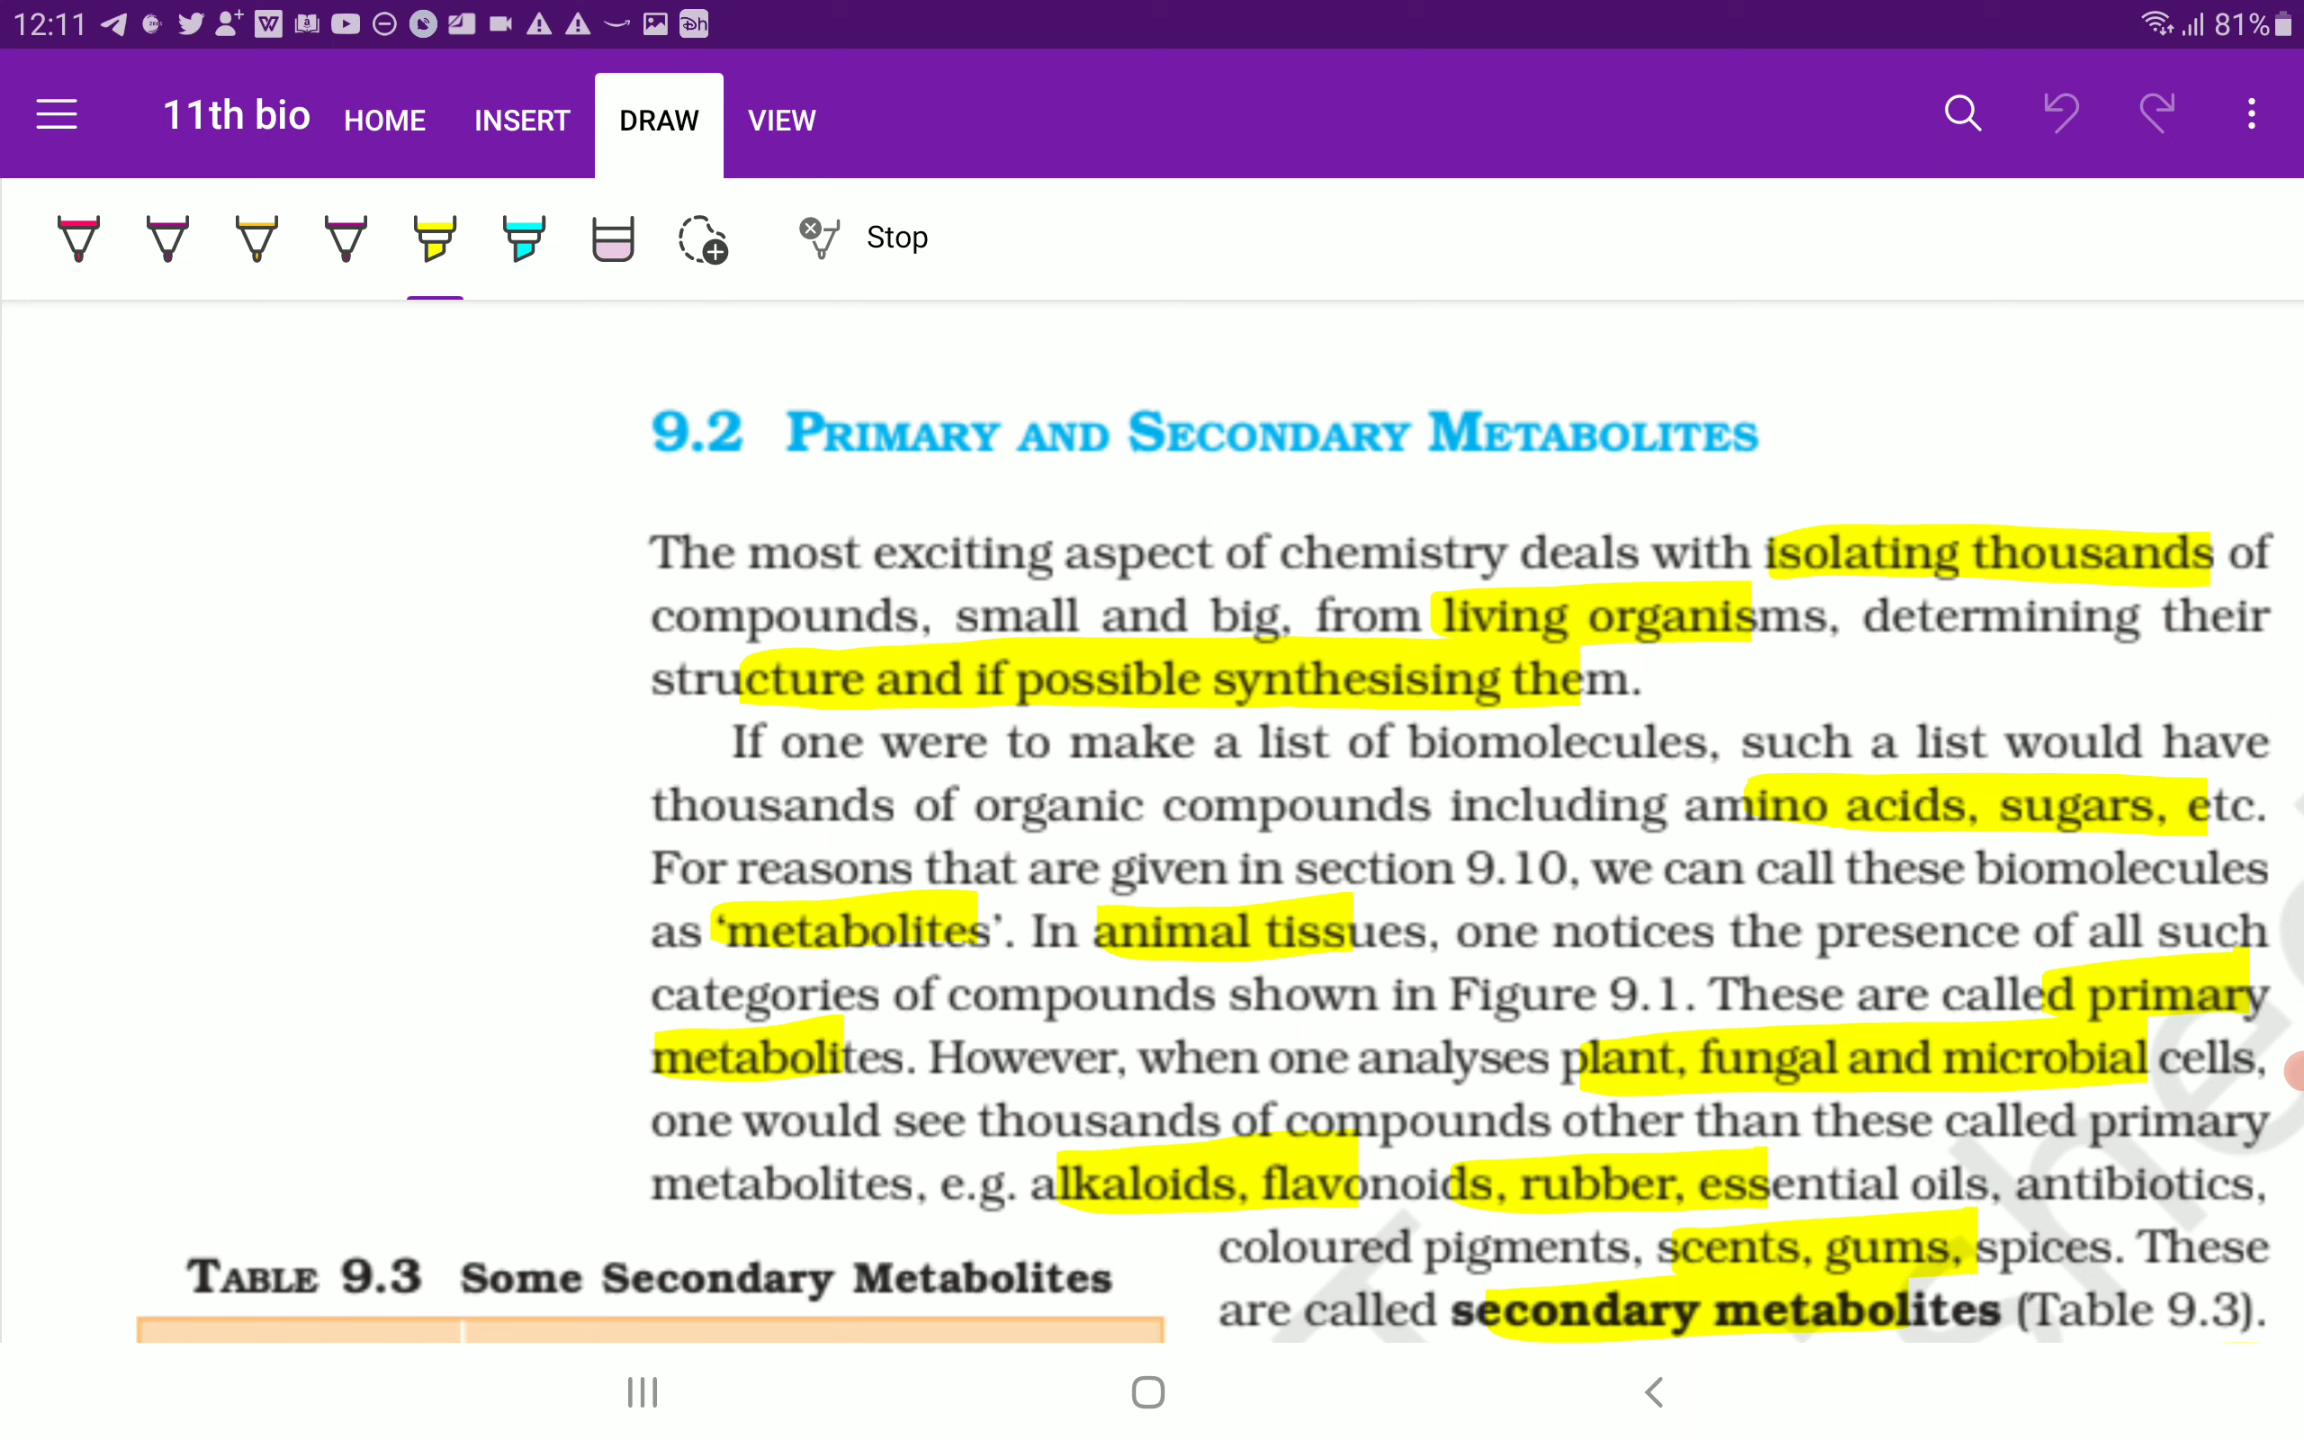 12:11
81%
11th bio HOME INSERT DRAW VIEW
Stop
9.2 PRIMARY AND SECONDARY METABOLITES
The most exciting aspect of chemistry deals with isolating thousands of
compounds, small and big, from living organisms, determining their
structure and if possible synthesising them.
If one were to make a list of biomolecules, such a list would have
thousands of organic compounds including amino acids, sugars, etc.
For reasons that are given in section 9.10, we can call these biomolecules
as ‘metabolites’. In animal tissues, one notices the presence of all such
categories of compounds shown in Figure 9.1. These are called primary
metabolites. However, when one analyses plant, fungal and microbial cells,
one would see thousands of compounds other than these called primary
metabolites, e.g. alkaloids, flavonoids, rubber, essential oils, antibiotics,
coloured pigments, scents, gums, spices. These
are called secondary metabolites (Table 9.3).
TABLE 9.3 Some Secondary Metabolites